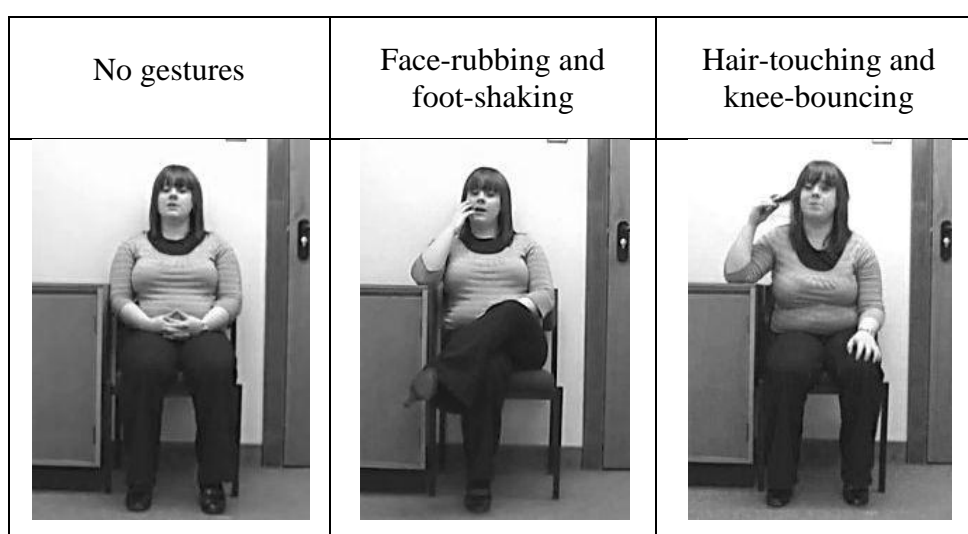 No gestures
Face-rubbing and
foot-shaking
Hair-touching and
knee-bouncing